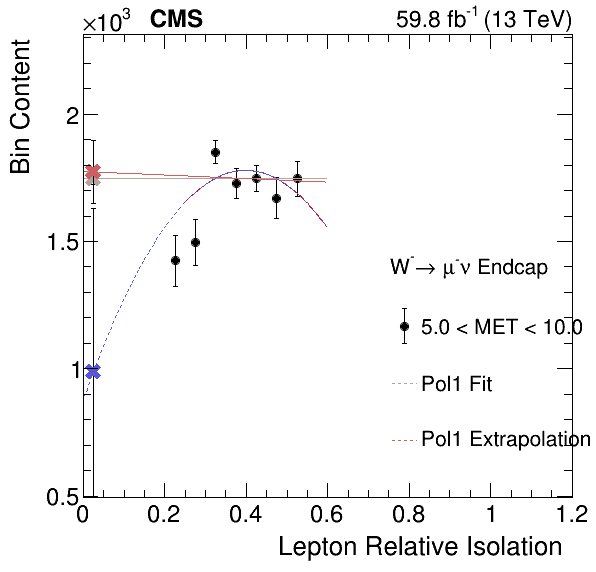 ×10³
CMS
59.8 fb⁻¹ (13 TeV)
Bin Content
2
1.5
1
0.5
W⁻→ μ⁻ν Endcap
5.0 < MET < 10.0
Pol1 Fit
Pol1 Extrapolation
0 0.2 0.4 0.6 0.8 1 1.2
Lepton Relative Isolation